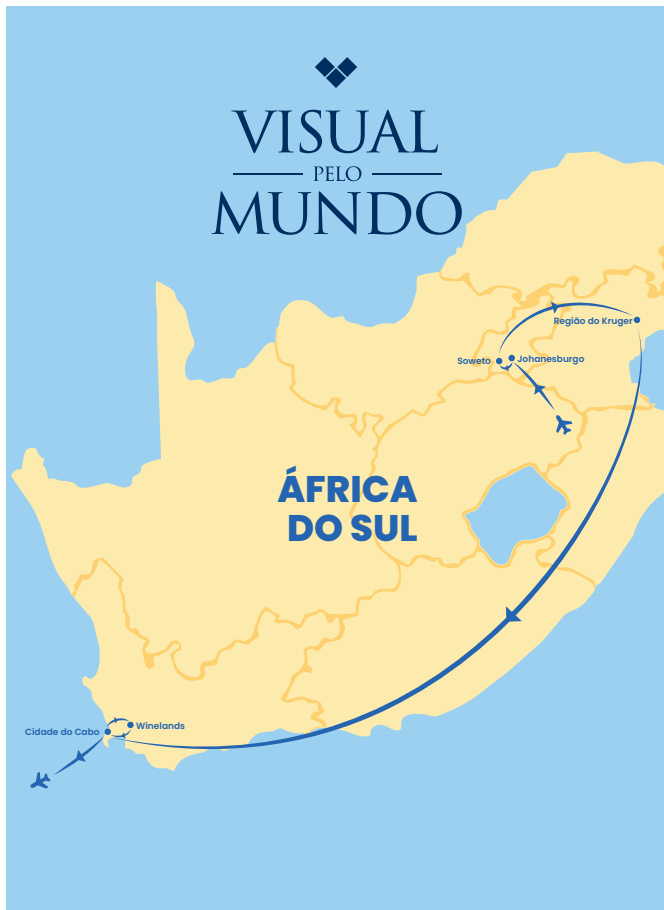 VISUAL
PELO
MUNDO
Região do Kruger
Soweto
Johanesburgo
ÁFRICA
DO SUL
Cidade do Cabo
Winelands